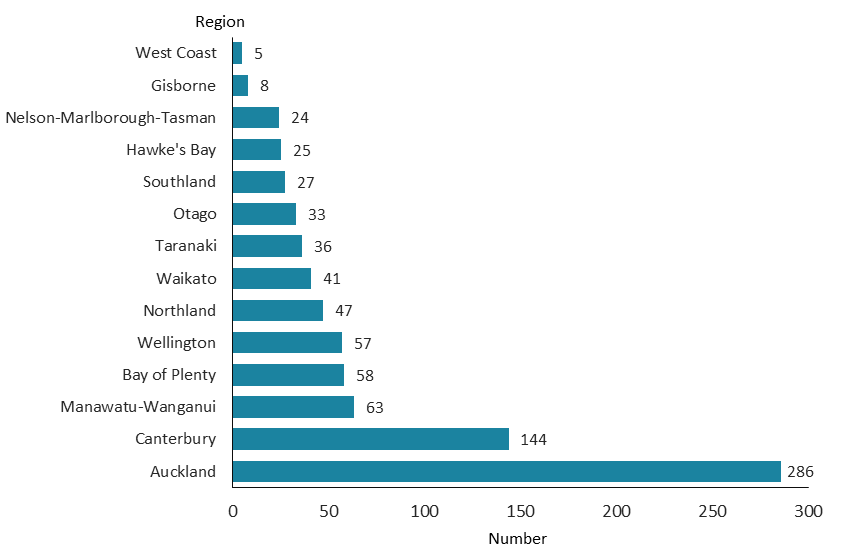 Region
West Coast 5
Gisborne 8
Nelson-Marlborough-Tasman 24
Hawke's Bay 25
Southland 27
Otago 33
Taranaki 36
Waikato 41
Northland 47
Wellington 57
Bay of Plenty 58
Manawatu-Wanganui 63
Canterbury 144
Auckland 286
0 50 100 150 200 250 300
Number